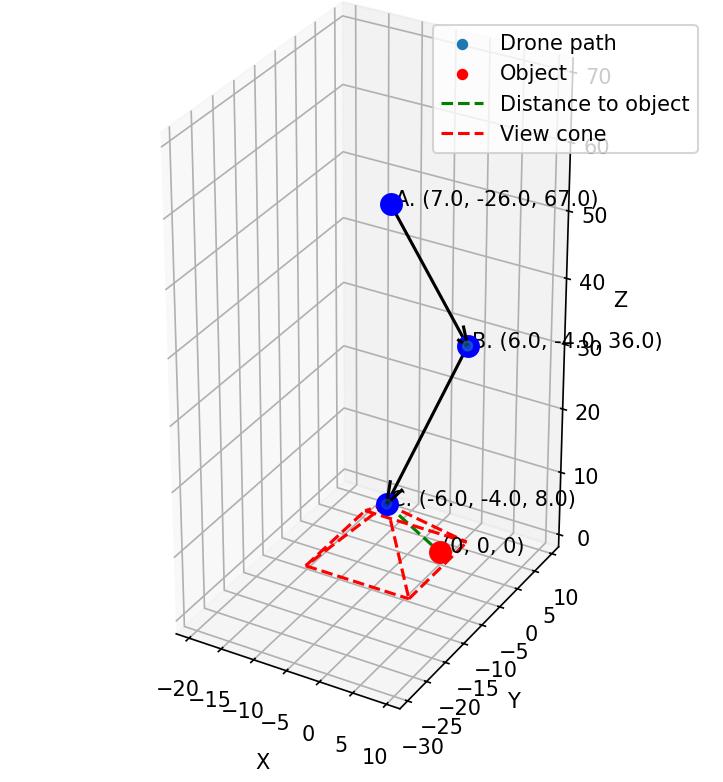 Drone path
Object
Distance to object
View cone
70
60
A. (7.0, -26.0, 67.0)
50
Z
40
B. (6.0, -4.0, 36.0)
30
20
10
C. (-6.0, -4.0, 8.0)
0
(0, 0, 0)
10
5
0
−5
−10
−15
−20
−25
−30
Y
−20
−15
−10
−5
0
5
10
X